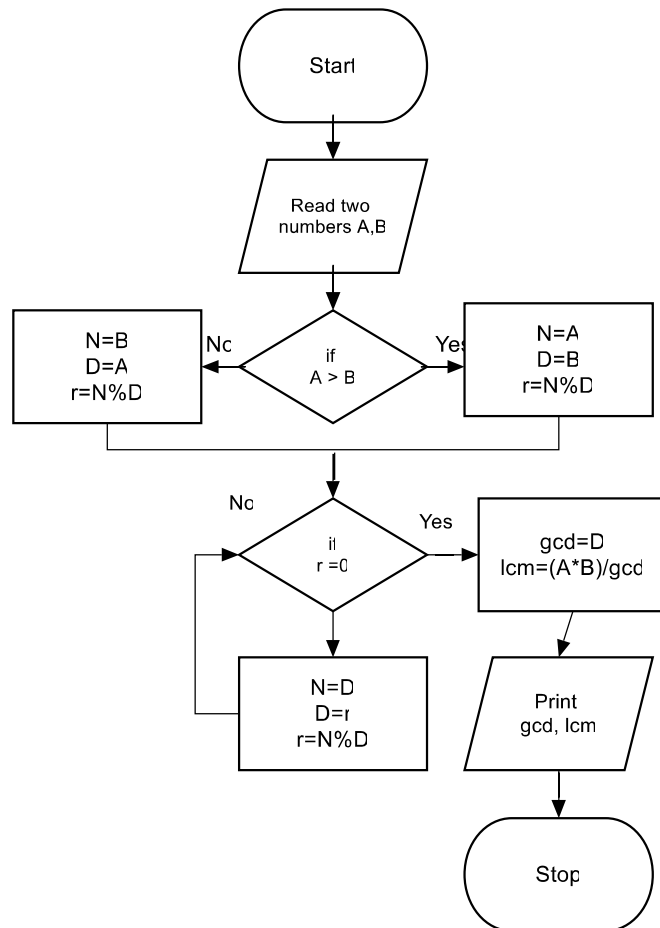 Start
Read two
numbers A,B
No
Yes
if
A > B
N=B
D=A
r=N%D
N=A
D=B
r=N%D
No
Yes
if
r =0
gcd=D
lcm=(A*B)/gcd
N=D
D=r
r=N%D
Print
gcd, lcm
Stop